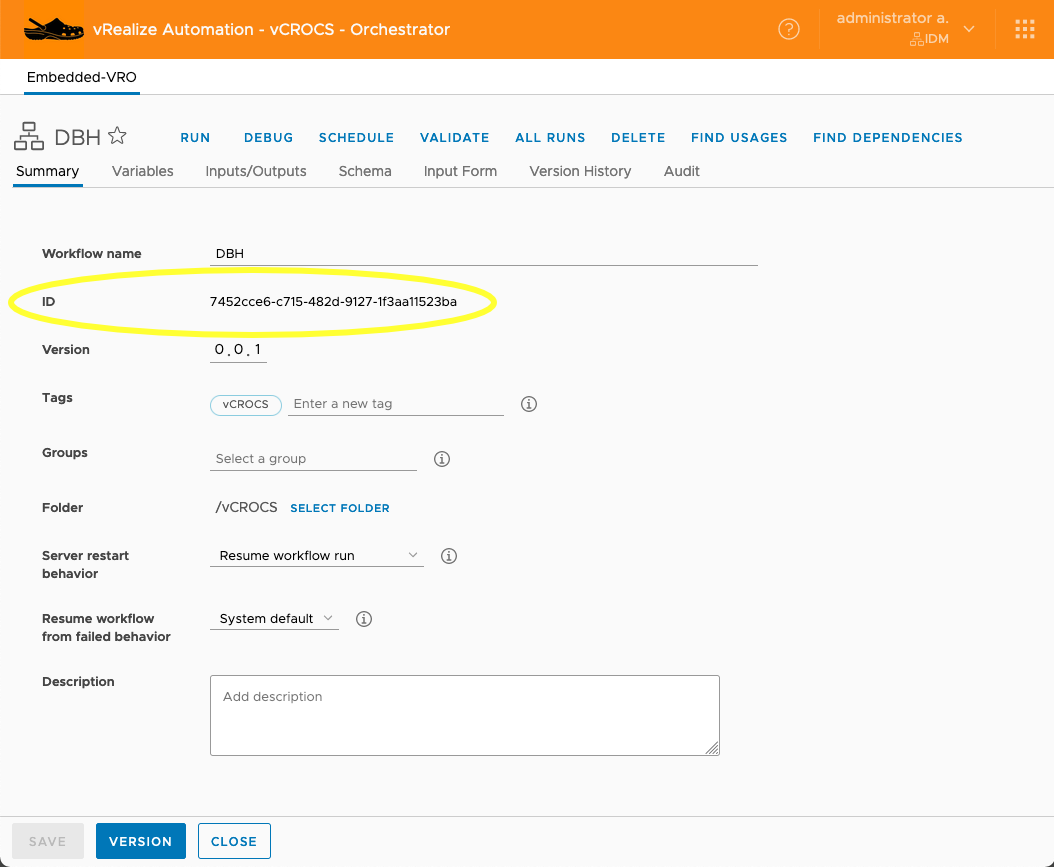 vRealize Automation - vCROCS - Orchestrator
administrator a.
IDM
Embedded-VRO
DBH RUN DEBUG SCHEDULE VALIDATE ALL RUNS DELETE FIND USAGES FIND DEPENDENCIES
Summary Variables Inputs/Outputs Schema Input Form Version History Audit
Workflow name DBH
ID 7452cce6-c715-482d-9127-1f3aa11523ba
Version 0 . 0 . 1
Tags vCROCS Enter a new tag
Groups Select a group
Folder /vCROCS SELECT FOLDER
Server restart Resume workflow run
behavior
Resume workflow System default
from failed behavior
Description
Add description
SAVE VERSION CLOSE